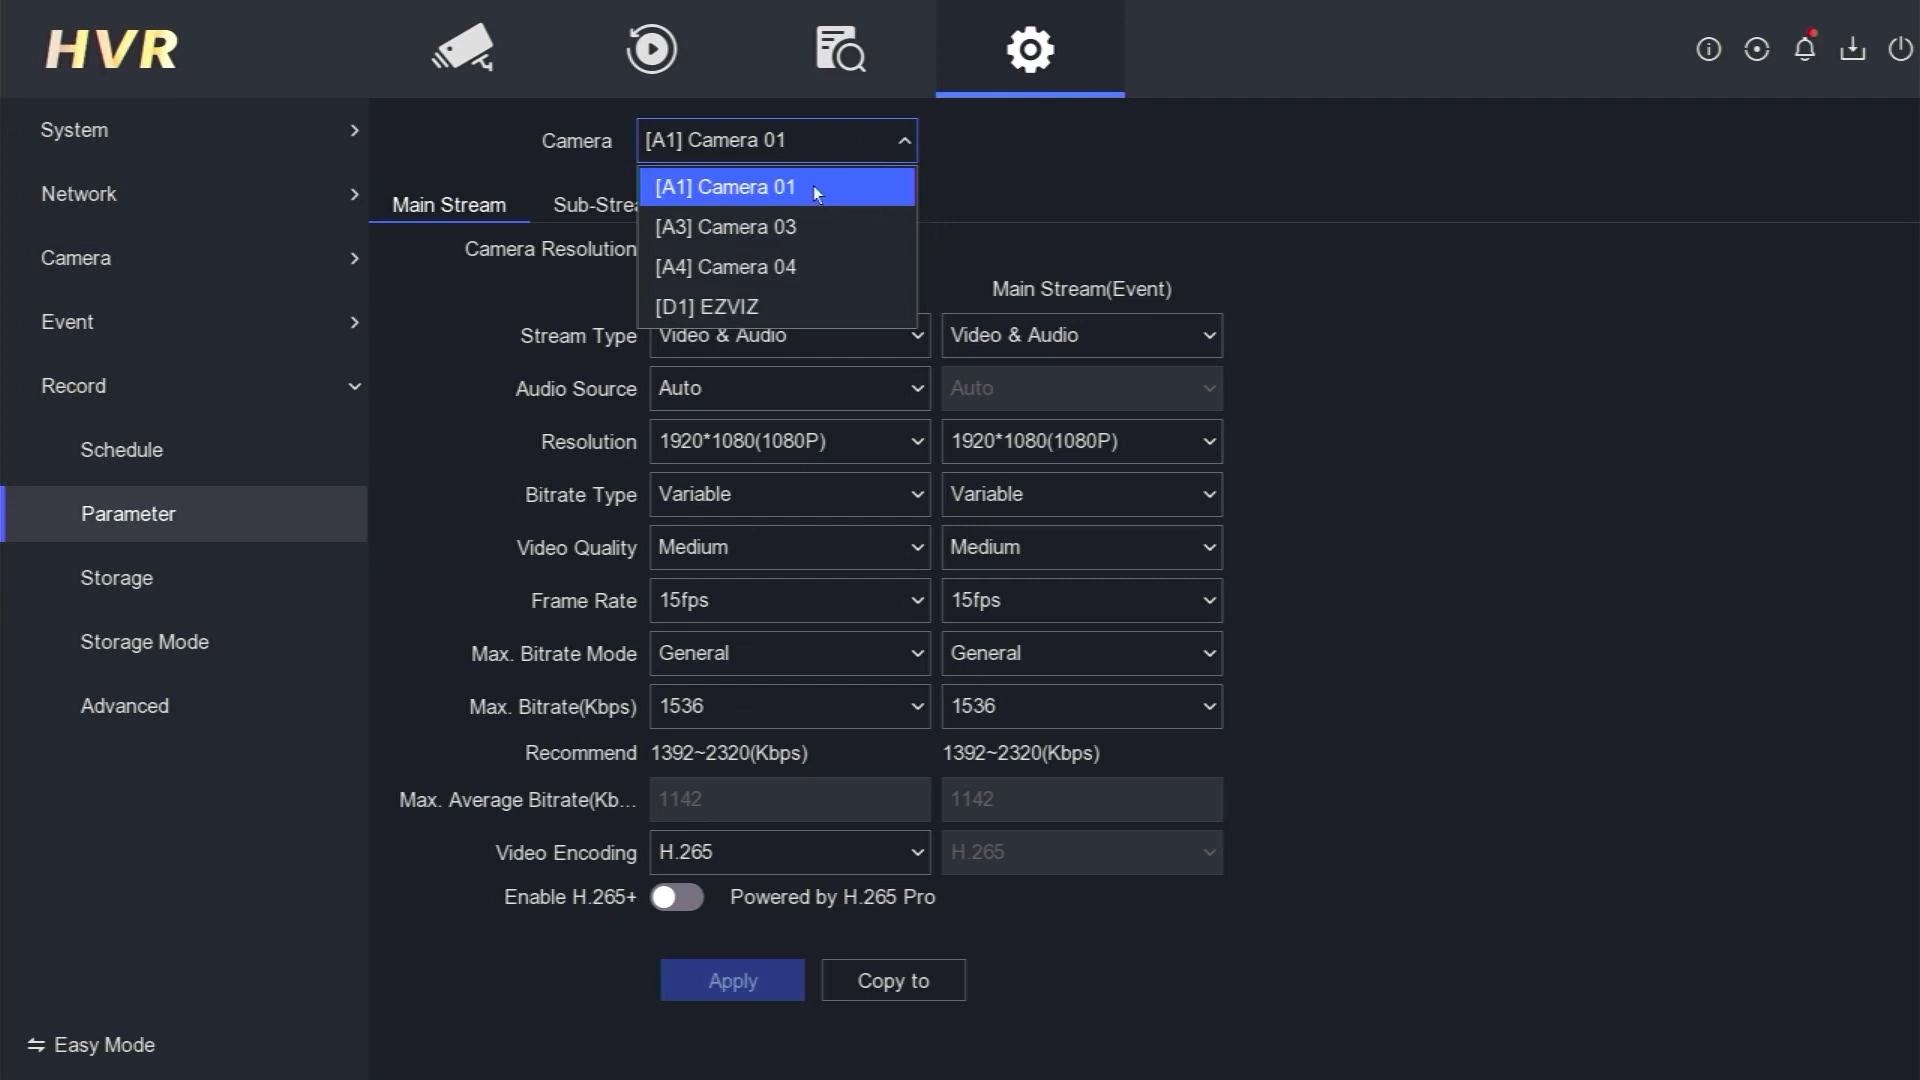 HVR
System
Network
Camera
Event
Record
Schedule
Parameter
Storage
Storage Mode
Advanced
Easy Mode
Camera [A1] Camera 01
[A1] Camera 01
[A3] Camera 03
[A4] Camera 04
[D1] EZVIZ
Main Stream Sub-Strea
Camera Resolution
Main Stream(Event)
Stream Type Video & Audio Video & Audio
Audio Source Auto Auto
Resolution 1920*1080(1080P) 1920*1080(1080P)
Bitrate Type Variable Variable
Video Quality Medium Medium
Frame Rate 15fps 15fps
Max. Bitrate Mode General General
Max. Bitrate(Kbps) 1536 1536
Recommend 1392~2320(Kbps) 1392~2320(Kbps)
Max. Average Bitrate(Kb... 1142 1142
Video Encoding H.265 H.265
Enable H.265+ Powered by H.265 Pro
Apply Copy to